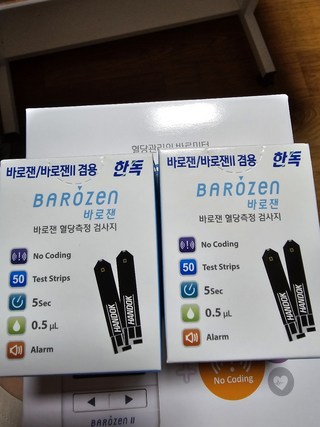 혈당관리의 바로미터
바로잰/바로잰II 겸용 한독
BAROZEN
바로잰
바로잰 혈당측정 검사지
No Coding
50 Test Strips
5Sec
0.5 μL
Alarm
HANDOK
HANDOK
바로잰/바로잰II 겸용 한독
BAROZEN
바로잰
바로잰 혈당측정 검사지
No Coding
50 Test Strips
5Sec
0.5 μL
Alarm
HANDOK
HANDOK
BAROZEN II
No Coding